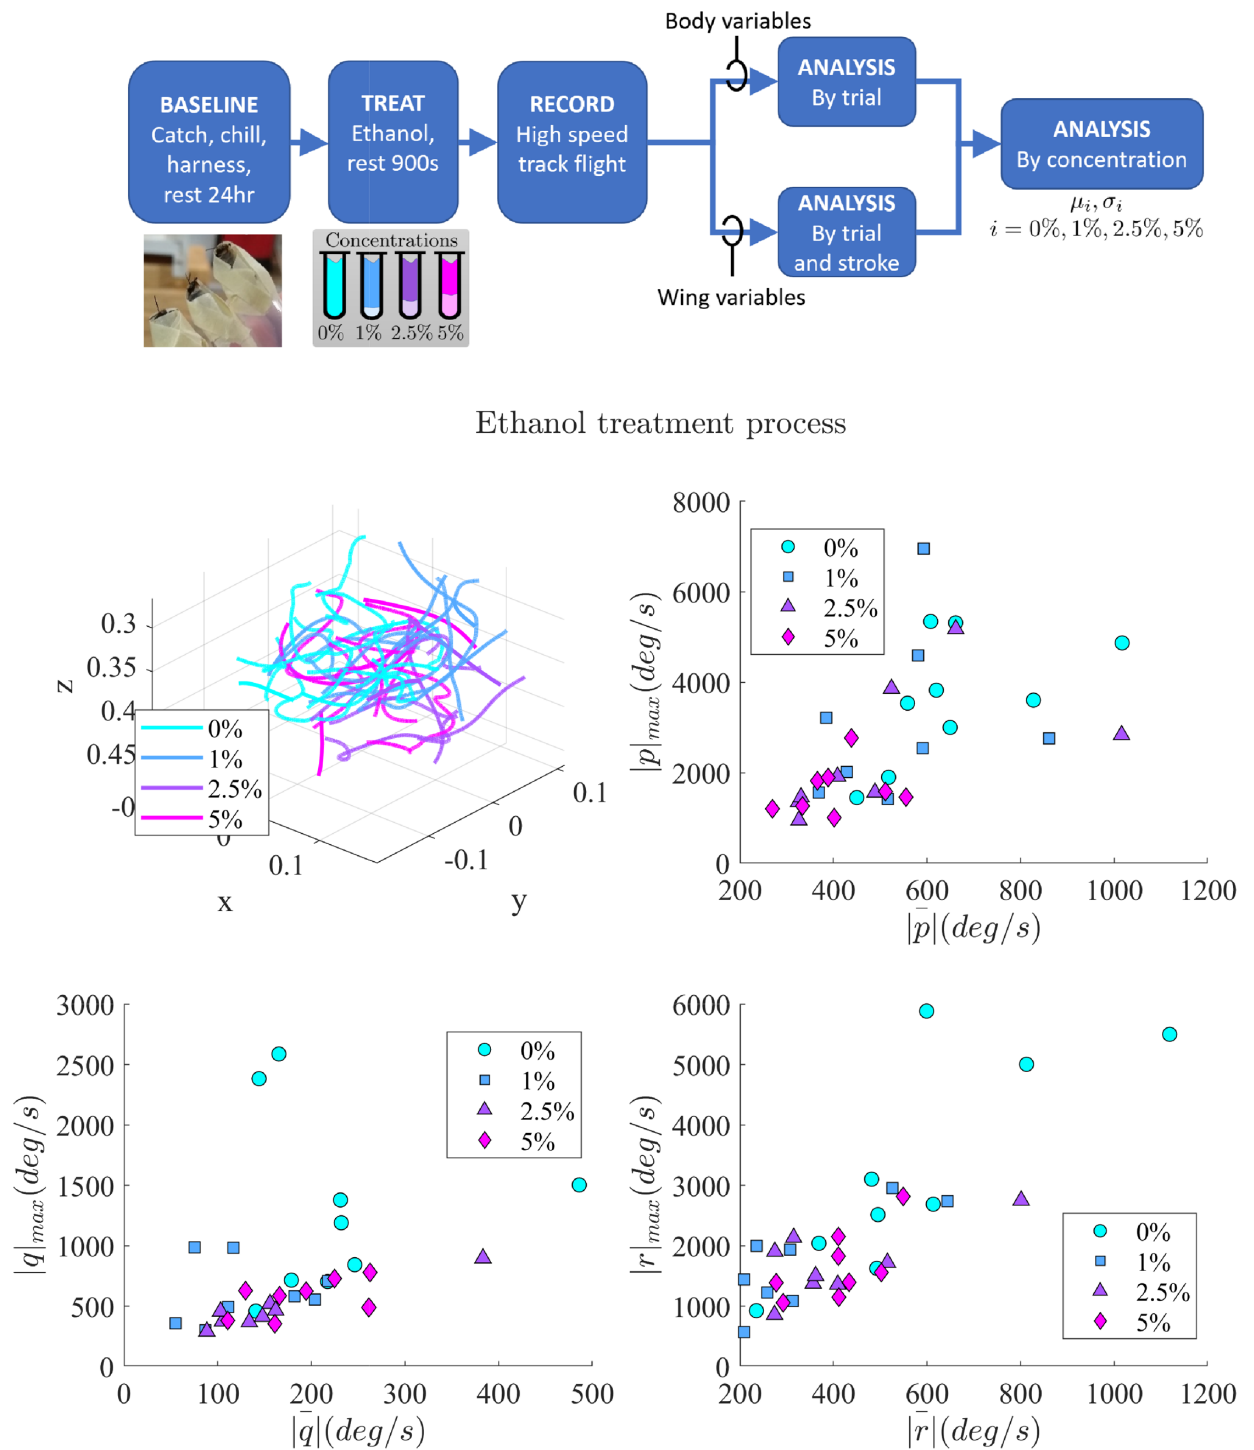 Body variables
BASELINE
Catch, chill,
harness,
rest 24hr
TREAT
Ethanol,
rest 900s
RECORD
High speed
track flight
ANALYSIS
By trial
ANALYSIS
By trial
and stroke
Wing variables
ANALYSIS
By concentration
μi, σi
i = 0%, 1%, 2.5%, 5%
Concentrations
0% 1% 2.5% 5%
Ethanol treatment process
z
0.3
0.35
0.4
0.45
-0
0
0.1
x
-0.1
0
0.1
y
0%
1%
2.5%
5%
|p|max(deg/s)
8000
6000
4000
2000
0
200 400 600 800 1000 1200
|p̄|(deg/s)
0%
1%
2.5%
5%
|q|max(deg/s)
3000
2500
2000
1500
1000
500
0
0 100 200 300 400 500
|q̄|(deg/s)
0%
1%
2.5%
5%
|r|max(deg/s)
6000
5000
4000
3000
2000
1000
0
200 400 600 800 1000 1200
|r̄|(deg/s)
0%
1%
2.5%
5%